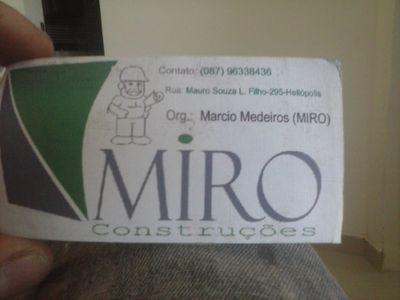 Contato: (087) 96338436
Rua: Mauro Souza L. Filho-295-Heliópolis
Org.: Marcio Medeiros (MIRO)
MiRO
Construções